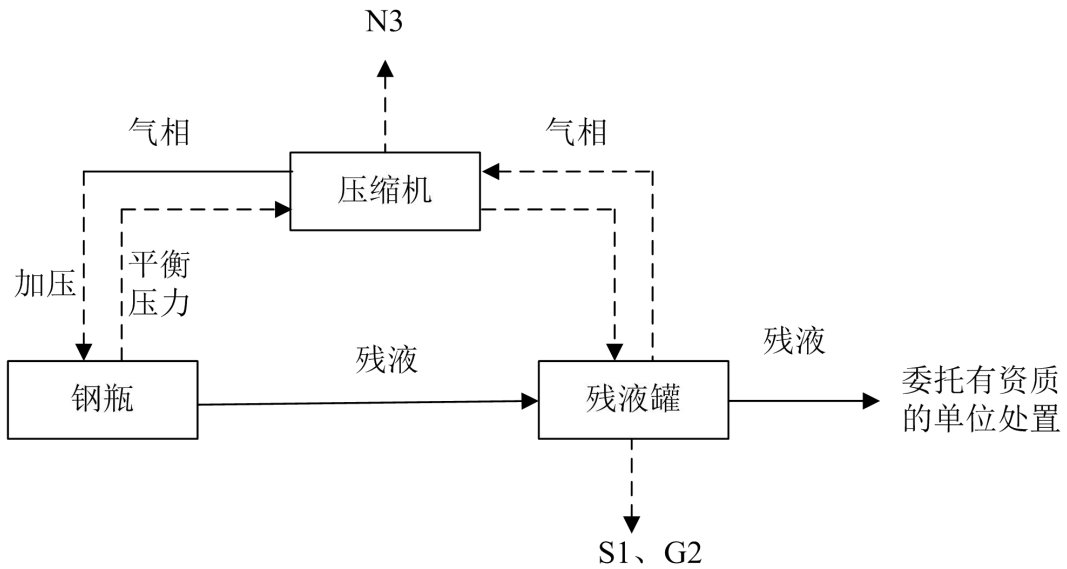 N3
气相
气相
压缩机
加压
平衡
压力
残液
残液
钢瓶
残液罐
委托有资质
的单位处置
S1、G2